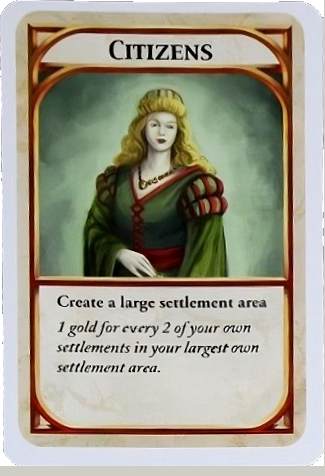 CITIZENS
Create a large settlement area
1 gold for every 2 of your own
settlements in your largest own
settlement area.